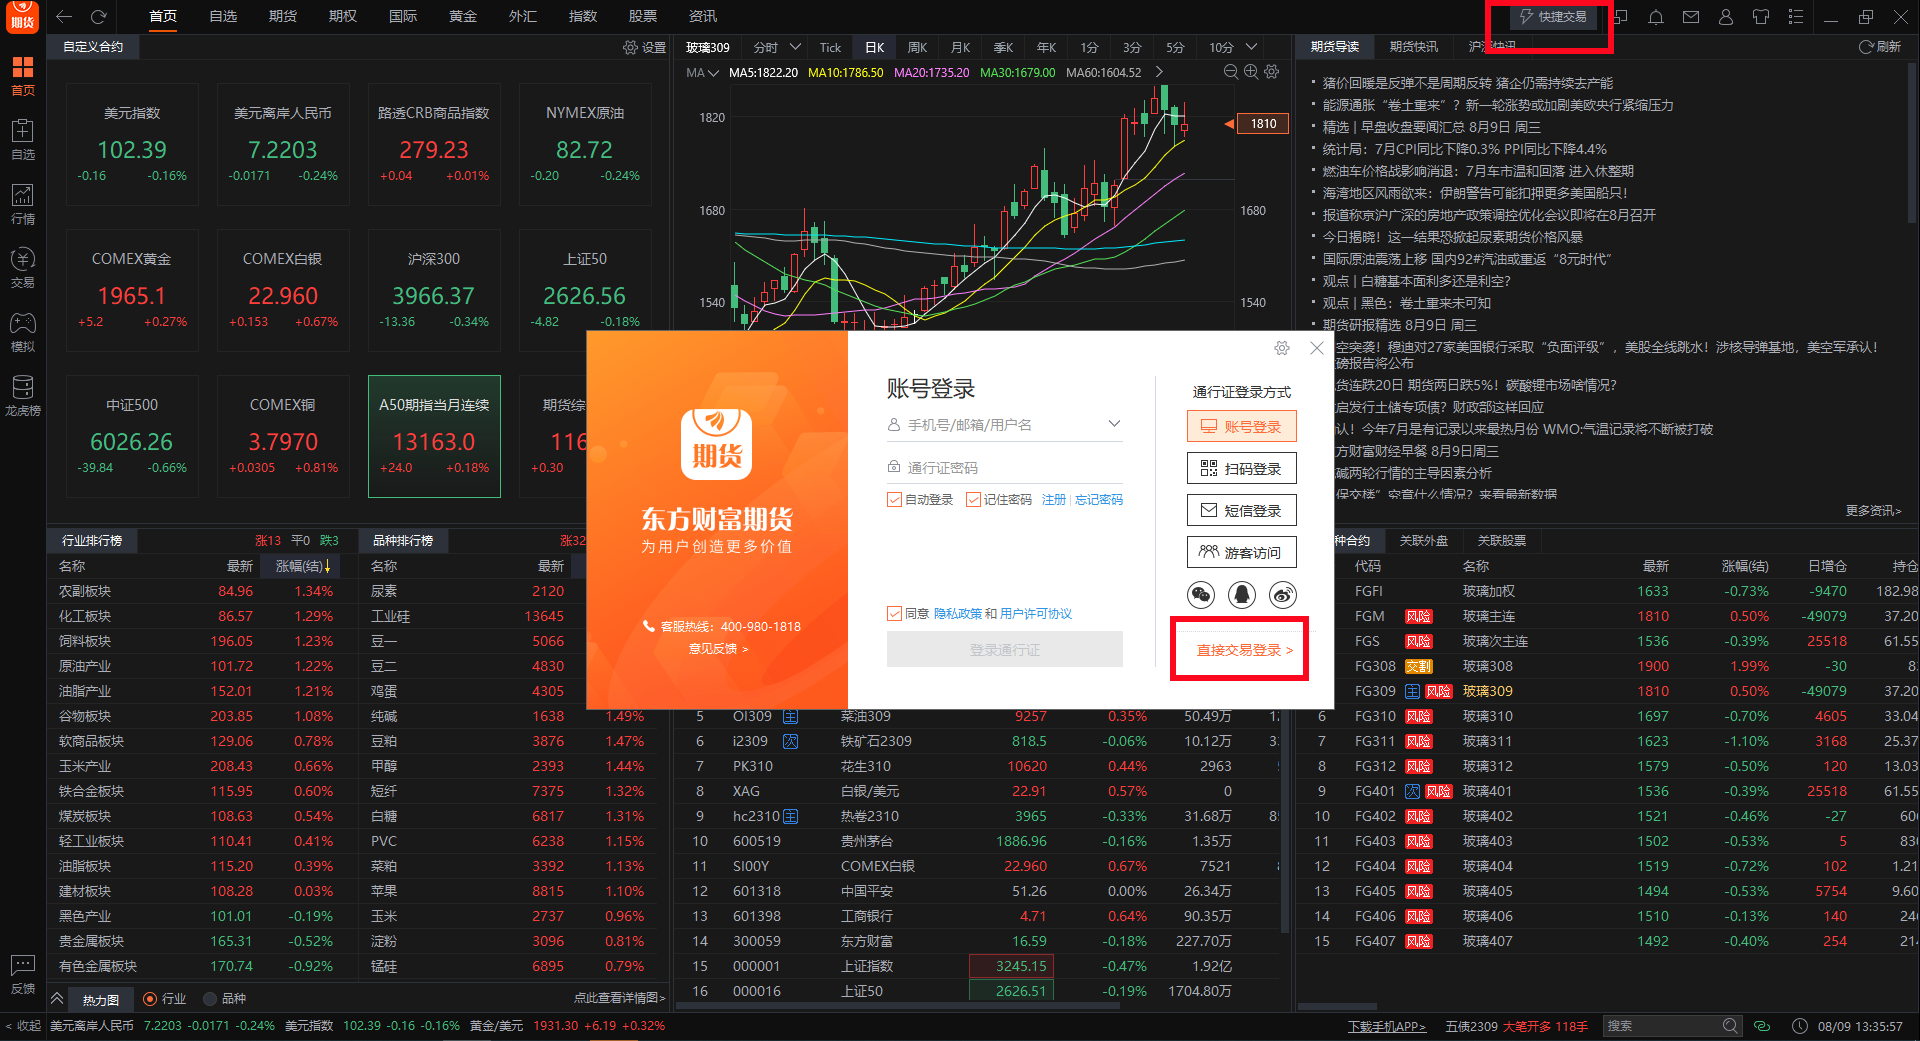 期货
首页 自选 期货 期权 国际 黄金 外汇 指数 股票 资讯
快捷交易
首页
自选
行情
交易
模拟
龙虎榜
反馈
< 收起
自定义合约 设置
美元指数
102.39
-0.16 -0.16%
美元离岸人民币
7.2203
-0.0171 -0.24%
路透CRB商品指数
279.23
+0.04 +0.01%
NYMEX原油
82.72
-0.20 -0.24%
COMEX黄金
1965.1
+5.2 +0.27%
COMEX白银
22.960
+0.153 +0.67%
沪深300
3966.37
-13.36 -0.34%
上证50
2626.56
-4.82 -0.18%
中证500
6026.26
-39.84 -0.66%
COMEX铜
3.7970
+0.0305 +0.81%
A50期指当月连续
13163.0
+24.0 +0.18%
期货综
116
+0.30
玻璃309 分时 Tick 日K 周K 月K 季K 年K 1分 3分 5分 10分
MA MA5:1822.20 MA10:1786.50 MA20:1735.20 MA30:1679.00 MA60:1604.52
1820 1810
1680 1680
1540 1540
期货导读 期货快讯 沪深快讯 刷新
猪价回暖是反弹不是周期反转 猪企仍需持续去产能
能源通胀“卷土重来”？新一轮涨势或加剧美欧央行紧缩压力
精选 | 早盘收盘要闻汇总 8月9日 周三
统计局：7月CPI同比下降0.3% PPI同比下降4.4%
燃油车价格战影响消退：7月车市温和回落 进入休整期
海湾地区风雨欲来：伊朗警告可能扣押更多美国船只！
报道称京沪广深的房地产政策调控优化会议即将在8月召开
今日揭晓！这一结果恐掀起尿素期货价格风暴
国际原油震荡上移 国内92#汽油或重返“8元时代”
观点 | 白糖基本面利多还是利空？
观点 | 黑色：卷土重来未可知
期货研报精选 8月9日 周三
空突袭！穆迪对27家美国银行采取“负面评级”，美股全线跳水！涉核导弹基地，美空军承认！
磅报告将公布
货连跌20日 期货两日跌5%！碳酸锂市场啥情况？
启发行土储专项债？财政部这样回应
认！今年7月是有记录以来最热月份 WMO:气温记录将不断被打破
方财富财经早餐 8月9日周三
碱两轮行情的主导因素分析
保交楼”究竟什么情况？来看最新数据
更多资讯>
期货
东方财富期货
为用户创造更多价值
客服热线：400-980-1818
意见反馈 >
账号登录
手机号/邮箱/用户名
通行证密码
自动登录 记住密码 注册 | 忘记密码
同意 隐私政策 和 用户许可协议
登录通行证
通行证登录方式
账号登录
扫码登录
短信登录
游客访问
直接交易登录 >
行业排行榜 涨13 平0 跌3
名称 最新 涨幅(结)↓
农副板块 84.96 1.34%
化工板块 86.57 1.29%
饲料板块 196.05 1.23%
原油产业 101.72 1.22%
油脂产业 152.01 1.21%
谷物板块 203.85 1.08%
软商品板块 129.06 0.78%
玉米产业 208.43 0.66%
铁合金板块 115.95 0.60%
煤炭板块 108.63 0.54%
轻工业板块 110.41 0.41%
油脂板块 115.20 0.39%
建材板块 108.28 0.03%
黑色产业 101.01 -0.19%
贵金属板块 165.31 -0.52%
有色金属板块 170.74 -0.92%
品种排行榜 涨32
名称 最新
尿素 2120
工业硅 13645
豆一 5066
豆二 4830
鸡蛋 4305
纯碱 1638 1.49%
豆粕 3876 1.47%
甲醇 2393 1.44%
短纤 7375 1.32%
白糖 6817 1.31%
PVC 6238 1.15%
菜粕 3392 1.13%
苹果 8815 1.10%
玉米 2737 0.96%
淀粉 3096 0.81%
锰硅 6895 0.79%
5 OI309 主 菜油309 9257 0.35% 50.49万
6 i2309 次 铁矿石2309 818.5 -0.06% 10.12万
7 PK310 花生310 10620 0.44% 2963
8 XAG 白银/美元 22.91 0.57% 0
9 hc2310 主 热卷2310 3965 -0.33% 31.68万
10 600519 贵州茅台 1886.96 -0.16% 1.35万
11 SI00Y COMEX白银 22.960 0.67% 7521
12 601318 中国平安 51.26 0.00% 26.34万
13 601398 工商银行 4.71 0.64% 90.35万
14 300059 东方财富 16.59 -0.18% 227.70万
15 000001 上证指数 3245.15 -0.47% 1.92亿
16 000016 上证50 2626.51 -0.19% 1704.80万
种合约 关联外盘 关联股票
代码 名称 最新 涨幅(结) 日增仓 持仓
FGFI 玻璃加权 1633 -0.73% -9470 182.98
FGM 风险 玻璃主连 1810 0.50% -49079 37.20
FGS 风险 玻璃次主连 1536 -0.39% 25518 61.55
FG308 交割 玻璃308 1900 1.99% -30
FG309 主 风险 玻璃309 1810 0.50% -49079 37.20
6 FG310 风险 玻璃310 1697 -0.70% 4605 33.04
7 FG311 风险 玻璃311 1623 -1.10% 3168 25.37
8 FG312 风险 玻璃312 1579 -0.50% 120 13.03
9 FG401 次 风险 玻璃401 1536 -0.39% 25518 61.55
10 FG402 风险 玻璃402 1521 -0.46% -27
11 FG403 风险 玻璃403 1502 -0.53% 5
12 FG404 风险 玻璃404 1519 -0.72% 102 1.21
13 FG405 风险 玻璃405 1494 -0.53% 5754 9.60
14 FG406 风险 玻璃406 1510 -0.13% 140
15 FG407 风险 玻璃407 1492 -0.40% 254
热力图 行业 品种 点此查看详情图>
美元离岸人民币 7.2203 -0.0171 -0.24% 美元指数 102.39 -0.16 -0.16% 黄金/美元 1931.30 +6.19 +0.32%
下载手机APP> 五债2309 大笔开多 118手 搜索 08/09 13:35:57